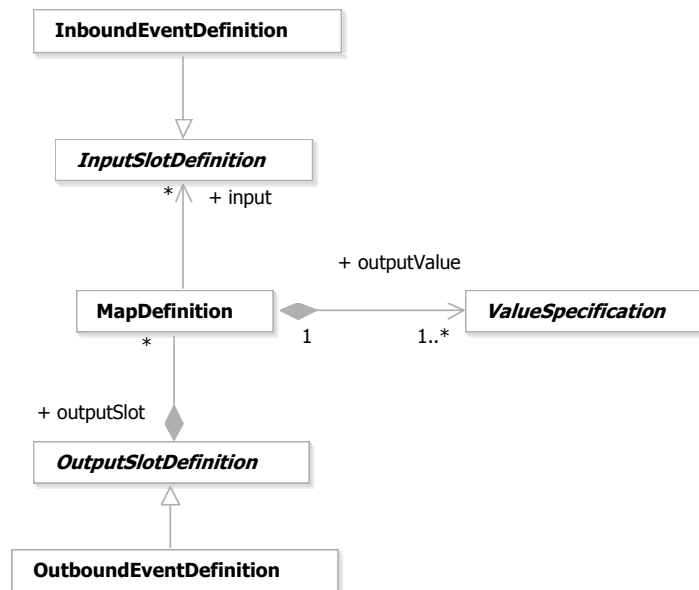 InboundEventDefinition
InputSlotDefinition
* + input
+ outputValue
MapDefinition ValueSpecification
* 1 1..*
+ outputSlot
OutputSlotDefinition
OutboundEventDefinition